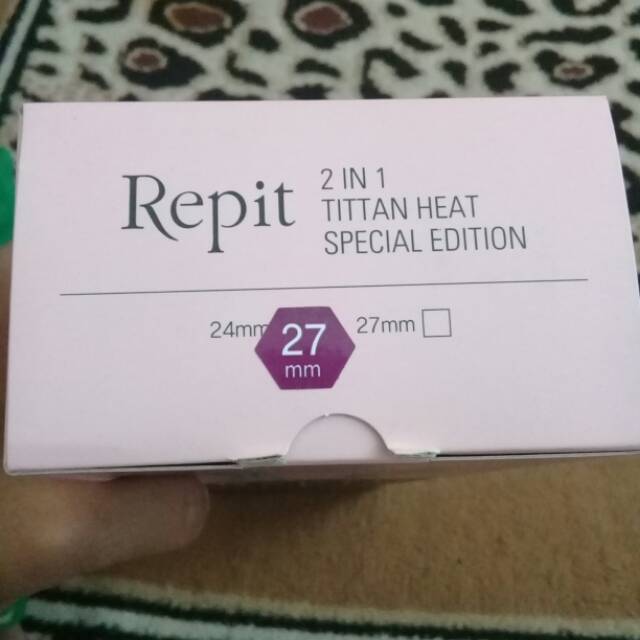 Repit
2 IN 1
TITTAN HEAT
SPECIAL EDITION
24mm 27 mm 27mm